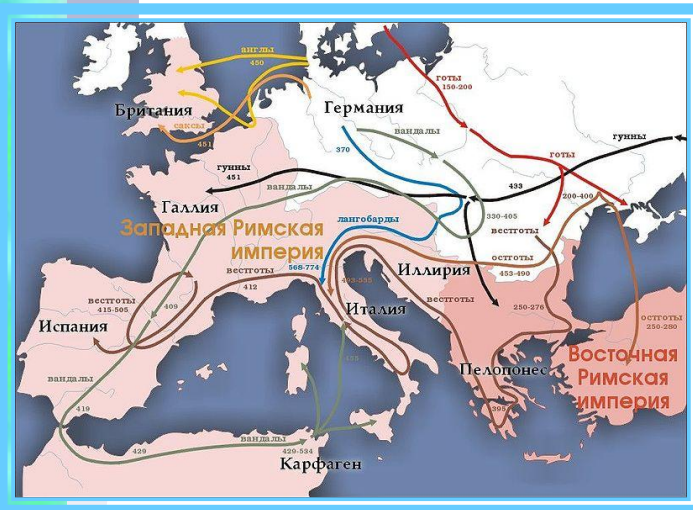 англы
450
готы
150-200
Британия
Германия
саксы
451
вандалы
гунны
370
готы
гунны
451
433
вандалы
200-400
Галлия
330-405
лангобарды
вестготы
Западная Римская
империя
остготы
453-490
568-774
Иллирия
вестготы
412
вестготы
415-505
409
вестготы
250-276
Италия
Испания
остготы
250-280
Восточная
Римская
империя
Пелопонес
вандалы
395
419
вандалы
429-534
429
Карфаген